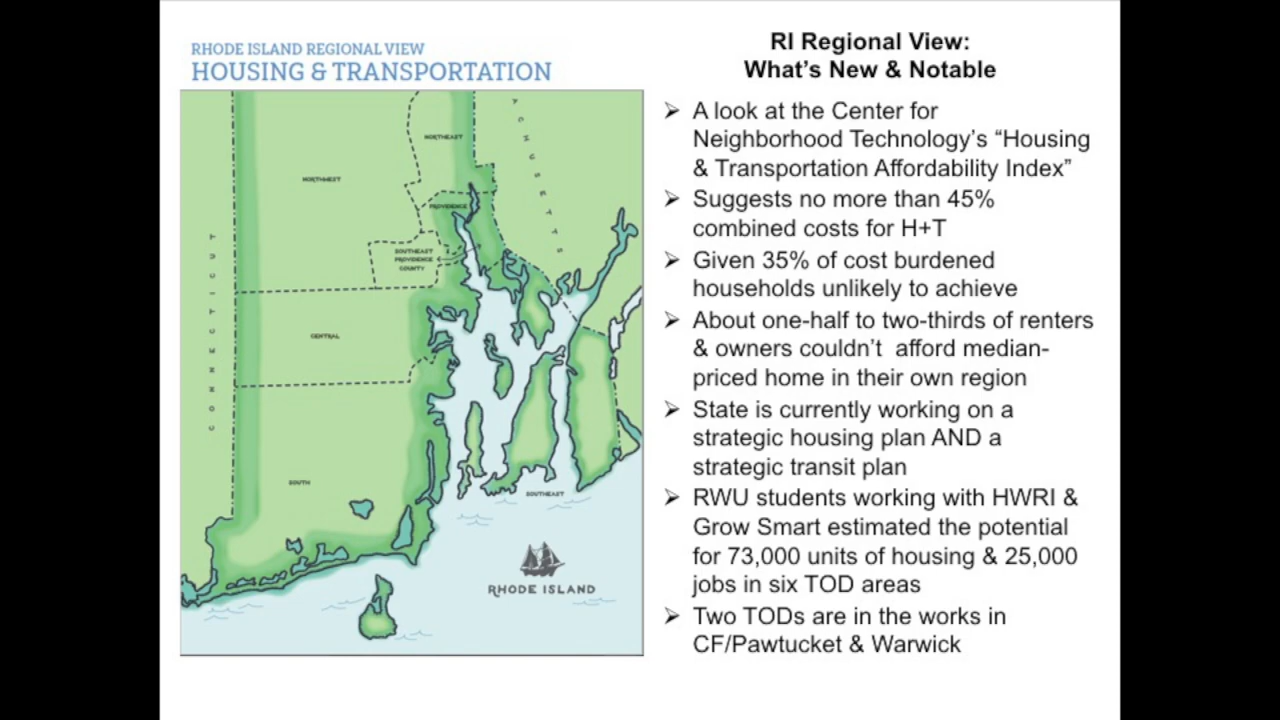 RHODE ISLAND REGIONAL VIEW
HOUSING & TRANSPORTATION
NORTHEAST
ACHUSETTS
NORTHWEST
PROVIDENCE
SOUTHEAST
PROVIDENCE
COUNTY
CONNECTICUT
CENTRAL
SOUTH
SOUTHEAST
RHODE ISLAND
RI Regional View:
What’s New & Notable
➢ A look at the Center for
Neighborhood Technology’s “Housing
& Transportation Affordability Index”
➢ Suggests no more than 45%
combined costs for H+T
➢ Given 35% of cost burdened
households unlikely to achieve
➢ About one-half to two-thirds of renters
& owners couldn’t  afford median-
priced home in their own region
➢ State is currently working on a
strategic housing plan AND a
strategic transit plan
➢ RWU students working with HWRI &
Grow Smart estimated the potential
for 73,000 units of housing & 25,000
jobs in six TOD areas
➢ Two TODs are in the works in
CF/Pawtucket & Warwick